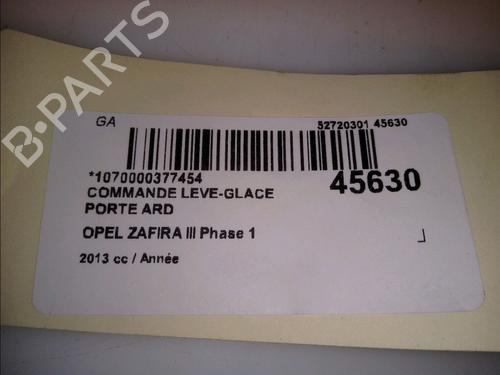 B-PARTS
GA
52720301 45630
*1070000377454
45630
COMMANDE LEVE-GLACE
PORTE ARD
OPEL ZAFIRA III Phase 1
2013 cc / Année